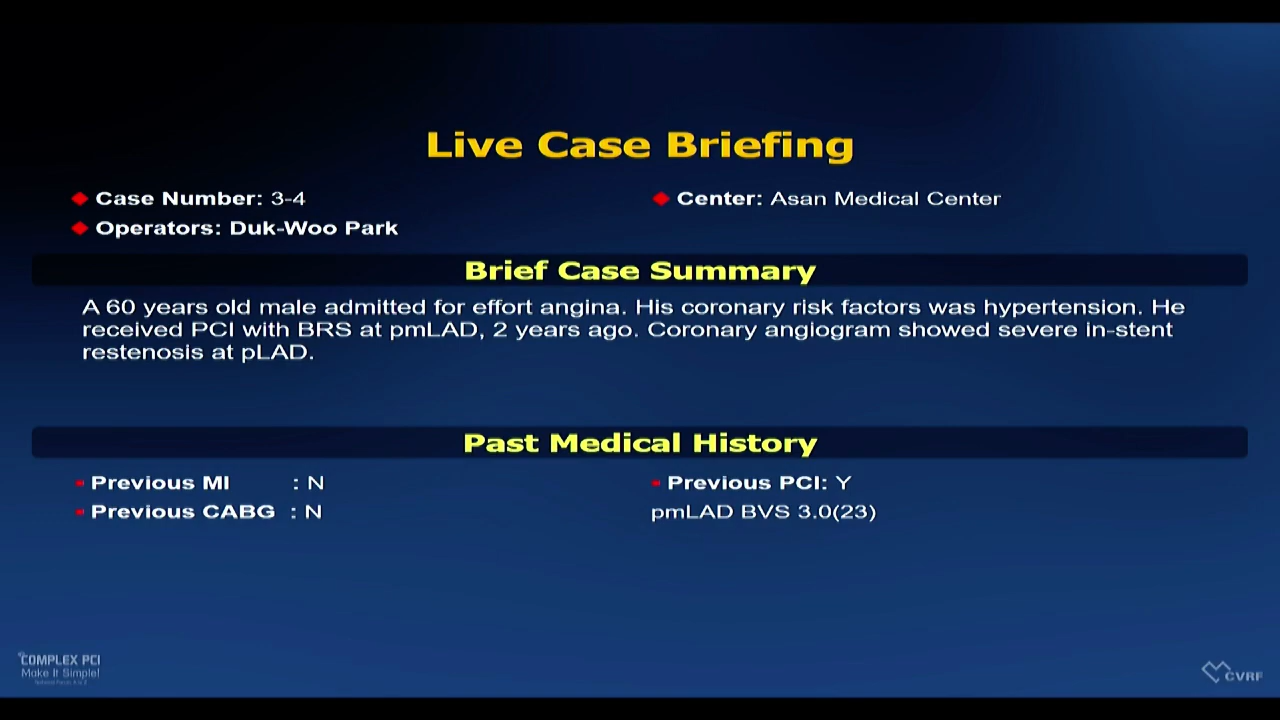 Live Case Briefing
Case Number: 3-4
Center: Asan Medical Center
Operators: Duk-Woo Park
Brief Case Summary
A 60 years old male admitted for effort angina. His coronary risk factors was hypertension. He
received PCI with BRS at pmLAD, 2 years ago. Coronary angiogram showed severe in-stent
restenosis at pLAD.
Past Medical History
Previous MI : N
Previous PCI: Y
Previous CABG : N
pmLAD BVS 3.0(23)
COMPLEX PCI
Make It Simple!
CVRF